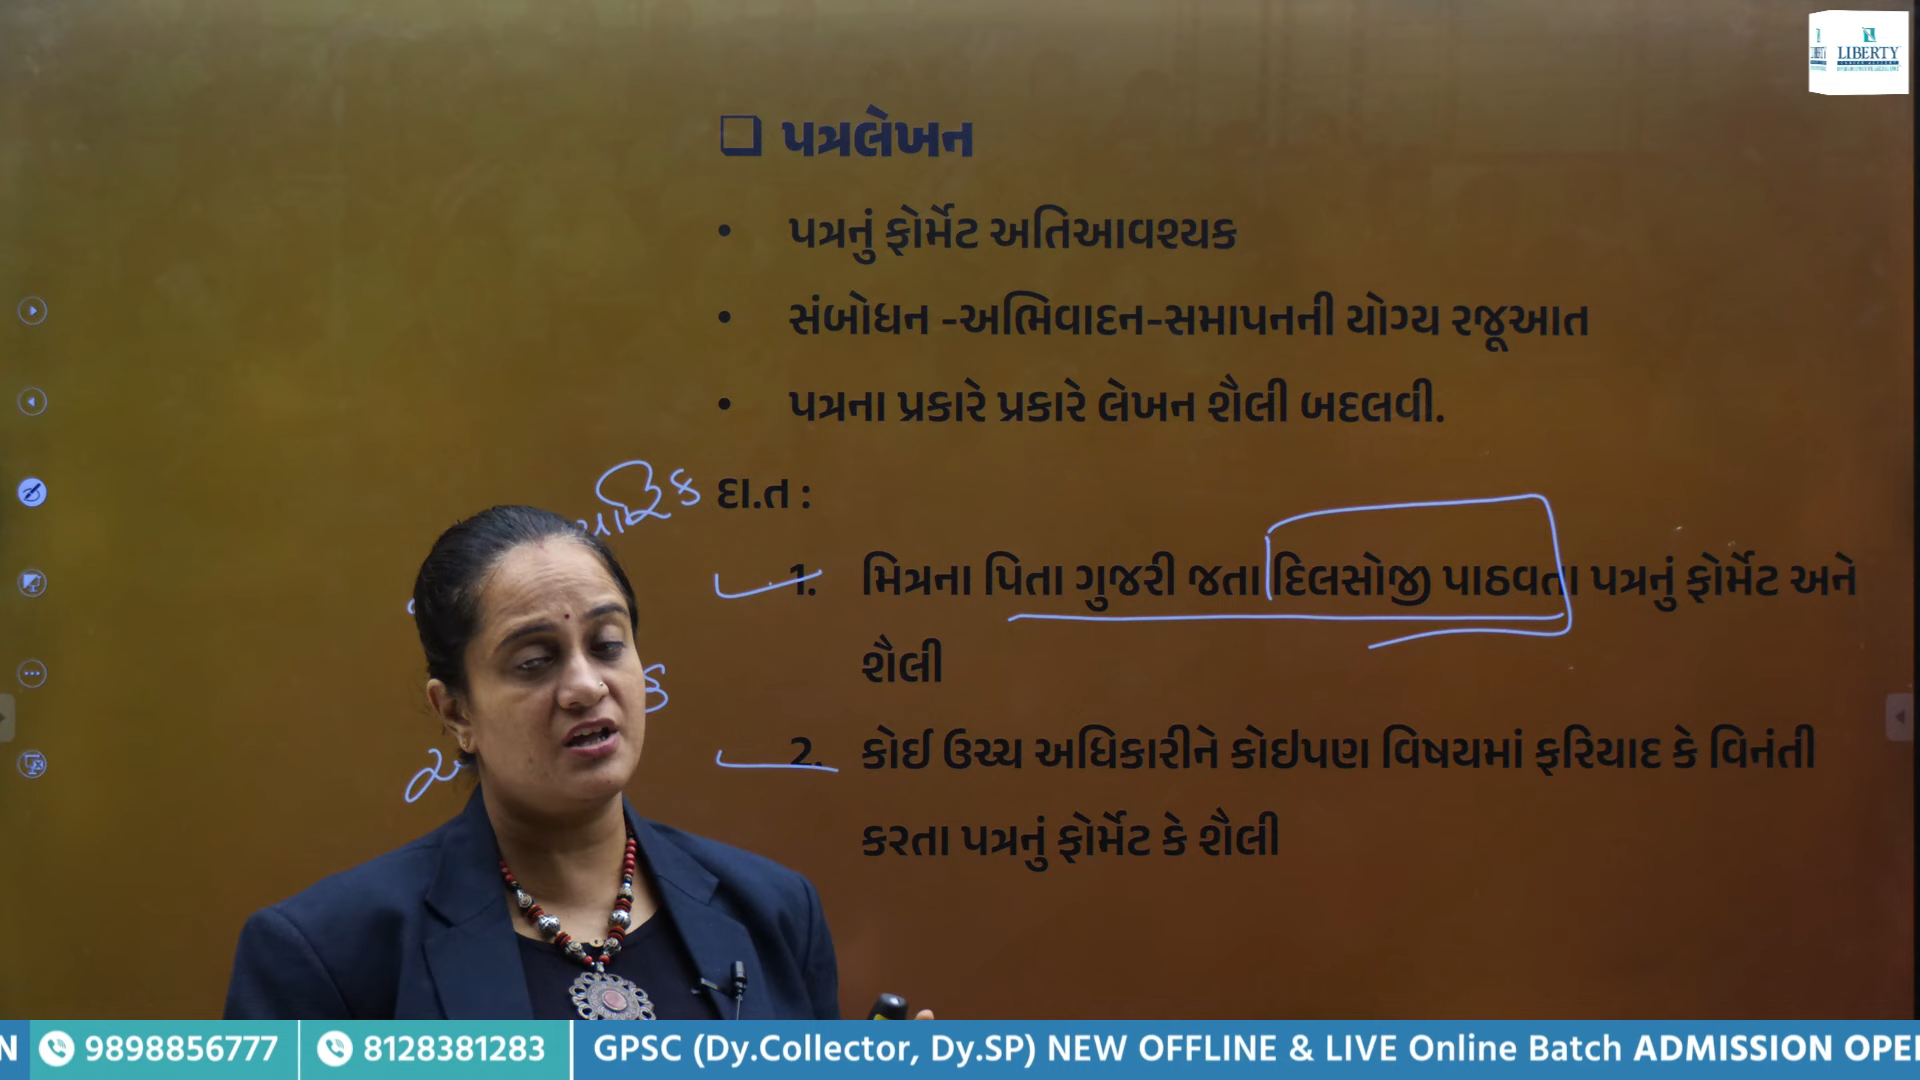 LIBERTY
❑ પત્રલેખન
• પત્રનું ફોર્મેટ અતિઆવશ્યક
• સંબોધન -અભિવાદન-સમાપનની યોગ્ય રજૂઆત
• પત્રના પ્રકારે પ્રકારે લેખન શૈલી બદલવી.
દા.ત :
1. મિત્રના પિતા ગુજરી જતા દિલસોજી પાઠવતા પત્રનું ફોર્મેટ અને
શૈલી
2. કોઈ ઉચ્ચ અધિકારીને કોઇપણ વિષયમાં ફરિયાદ કે વિનંતી
કરતા પત્રનું ફોર્મેટ કે શૈલી
N 9898856777 8128381283 GPSC (Dy.Collector, Dy.SP) NEW OFFLINE & LIVE Online Batch ADMISSION OPE